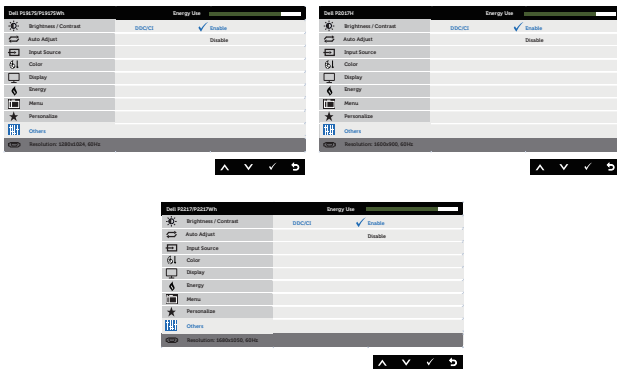 Dell P1917S/P1917SWh Energy Use
Brightness / Contrast DDC/CI Enable
Auto Adjust Disable
Input Source
Color
Display
Energy
Menu
Personalize
Others
Resolution: 1280x1024, 60Hz
Dell P2017H Energy Use
Brightness / Contrast DDC/CI Enable
Auto Adjust Disable
Input Source
Color
Display
Energy
Menu
Personalize
Others
Resolution: 1600x900, 60Hz
Dell P2217/P2217Wh Energy Use
Brightness / Contrast DDC/CI Enable
Auto Adjust Disable
Input Source
Color
Display
Energy
Menu
Personalize
Others
Resolution: 1680x1050, 60Hz